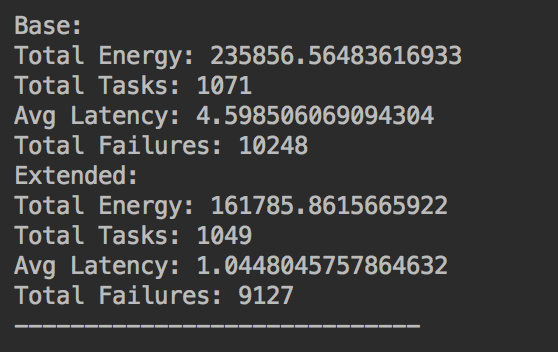 Base:
Total Energy: 235856.56483616933
Total Tasks: 1071
Avg Latency: 4.598506069094304
Total Failures: 10248
Extended:
Total Energy: 161785.8615665922
Total Tasks: 1049
Avg Latency: 1.0448045757864632
Total Failures: 9127
-----------------------------